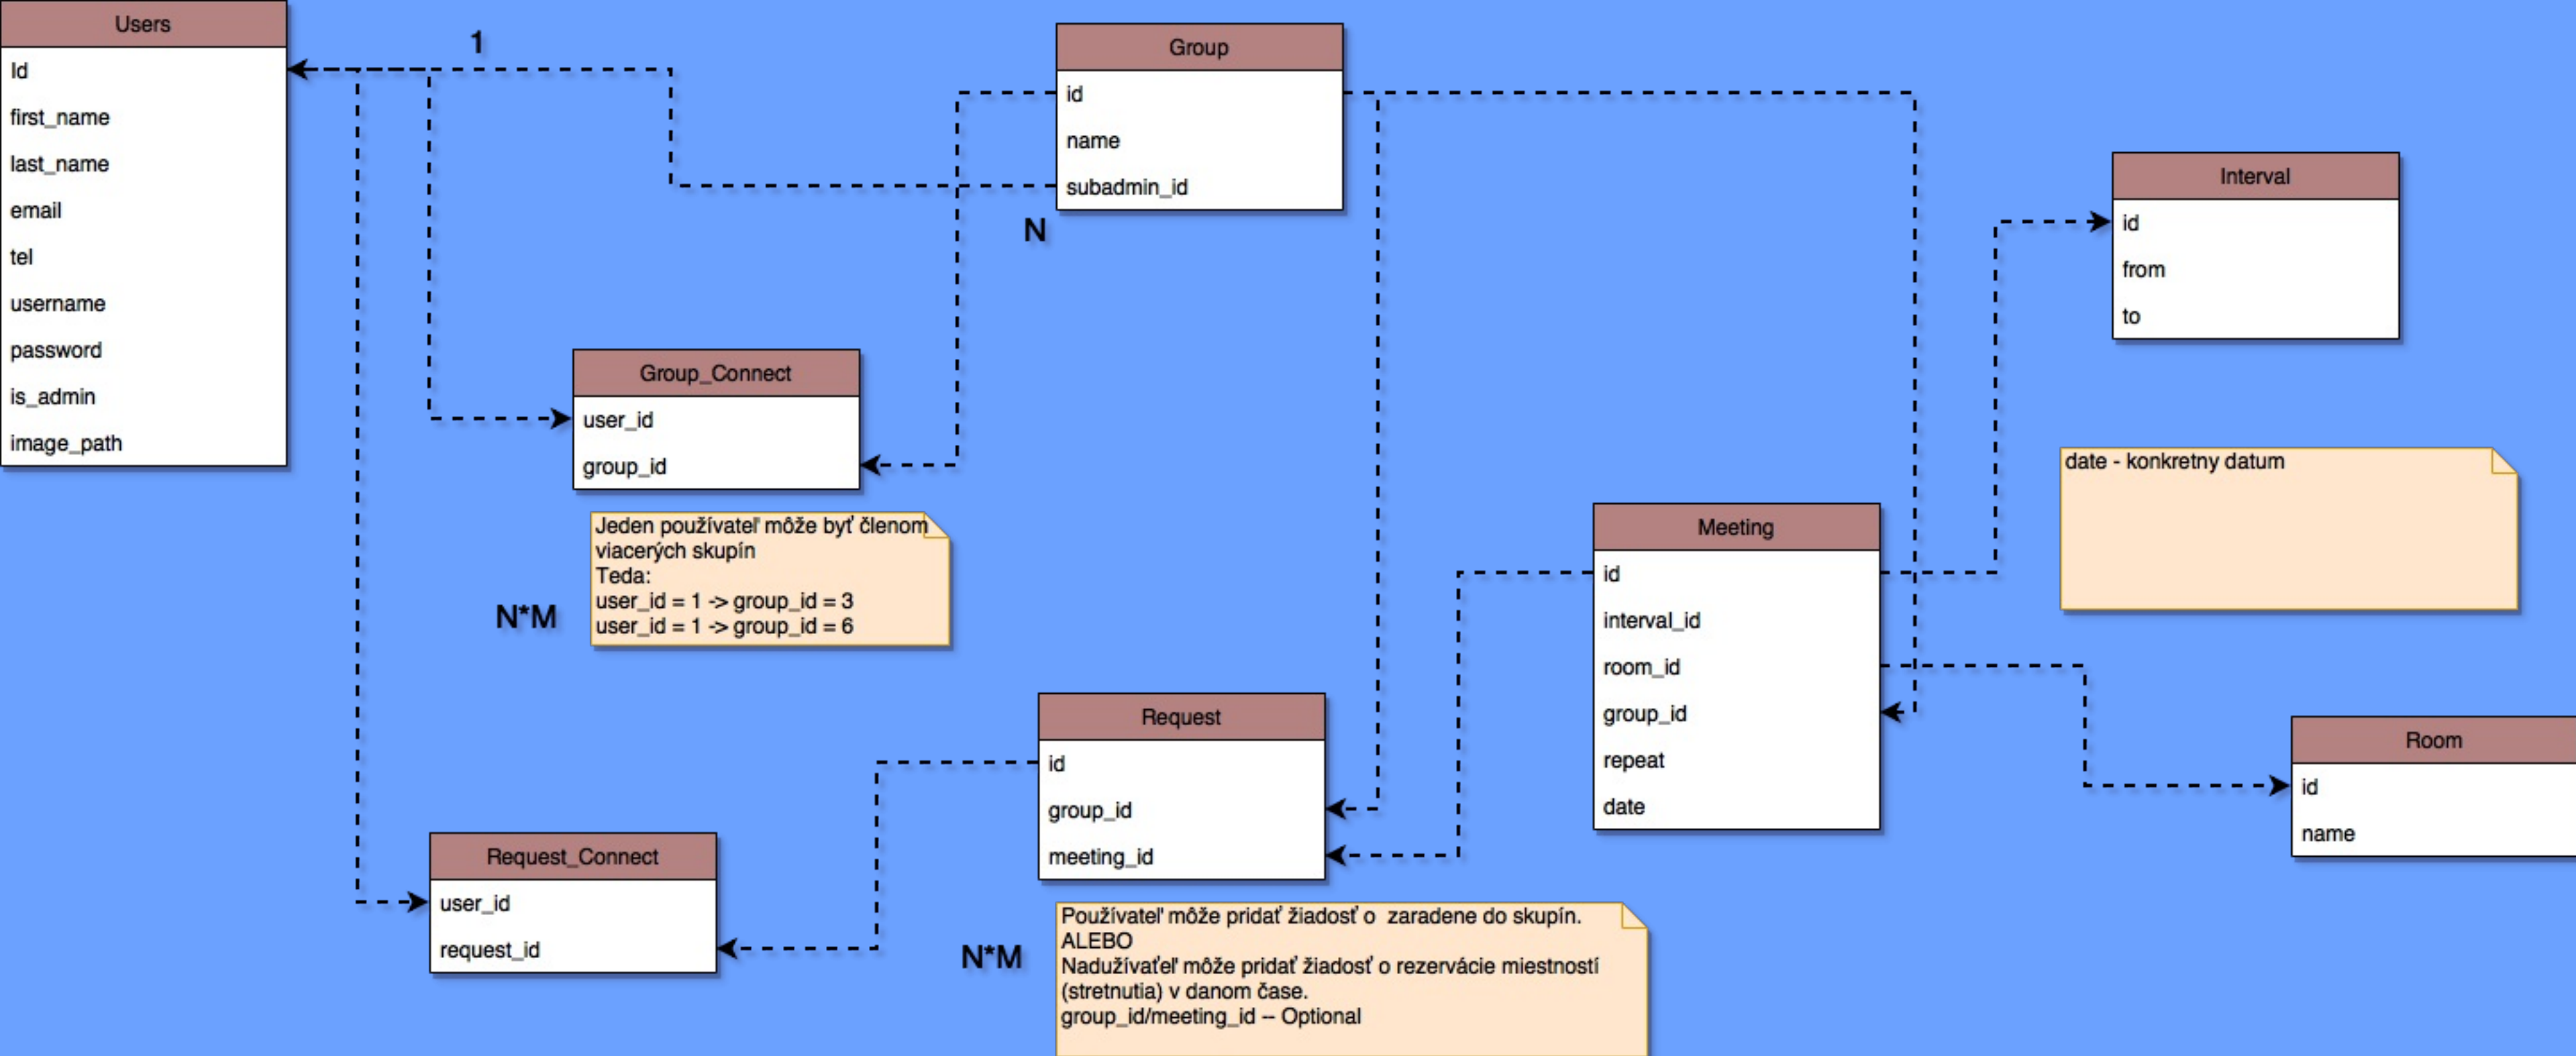 Users
Id
first_name
last_name
email
tel
username
password
is_admin
image_path
1
Group
id
name
subadmin_id
N
Interval
id
from
to
Group_Connect
user_id
group_id
Jeden používateľ môže byť členom
viacerých skupín
Teda:
user_id = 1 -> group_id = 3
user_id = 1 -> group_id = 6
N*M
date - konkretny datum
Meeting
id
interval_id
room_id
group_id
repeat
date
Room
id
name
Request
id
group_id
meeting_id
Request_Connect
user_id
request_id
N*M
Používateľ môže pridať žiadosť o  zaradene do skupín.
ALEBO
Nadužívaťeľ môže pridať žiadosť o rezervácie miestností
(stretnutia) v danom čase.
group_id/meeting_id -- Optional